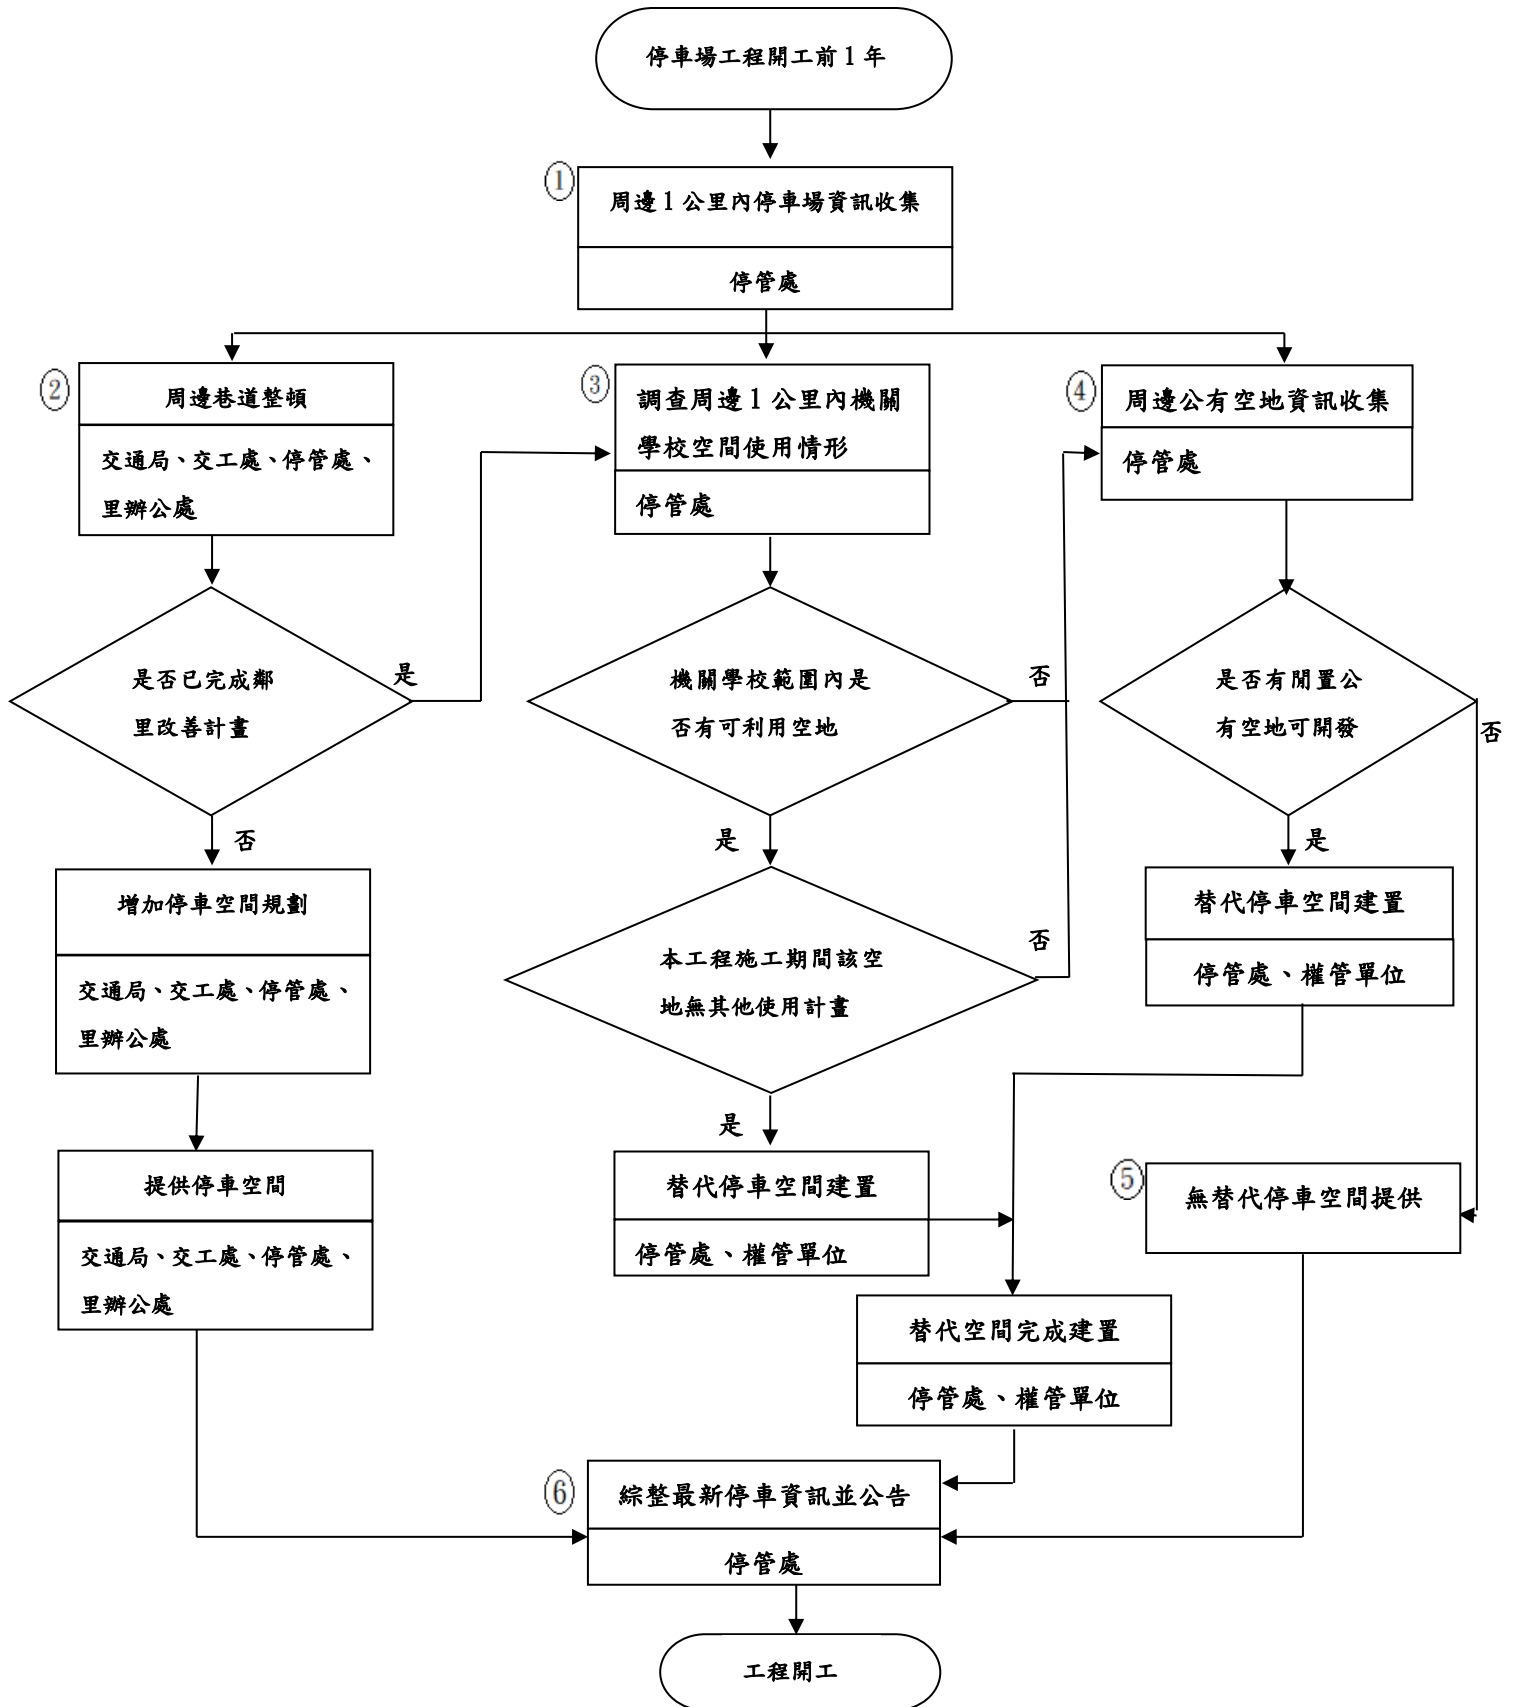 停車場工程開工前1年
①
周邊1公里內停車場資訊收集
停管處
②
周邊巷道整頓
交通局、交工處、停管處、
里辦公處
③
調查周邊1公里內機關
學校空間使用情形
停管處
④
周邊公有空地資訊收集
停管處
是否已完成鄰
里改善計畫
是
機關學校範圍內是
否有可利用空地
否
是否有閒置公
有空地可開發
否
否
是
是
增加停車空間規劃
交通局、交工處、停管處、
里辦公處
本工程施工期間該空
地無其他使用計畫
否
替代停車空間建置
停管處、權管單位
是
提供停車空間
交通局、交工處、停管處、
里辦公處
替代停車空間建置
停管處、權管單位
⑤
無替代停車空間提供
替代空間完成建置
停管處、權管單位
⑥
綜整最新停車資訊並公告
停管處
工程開工